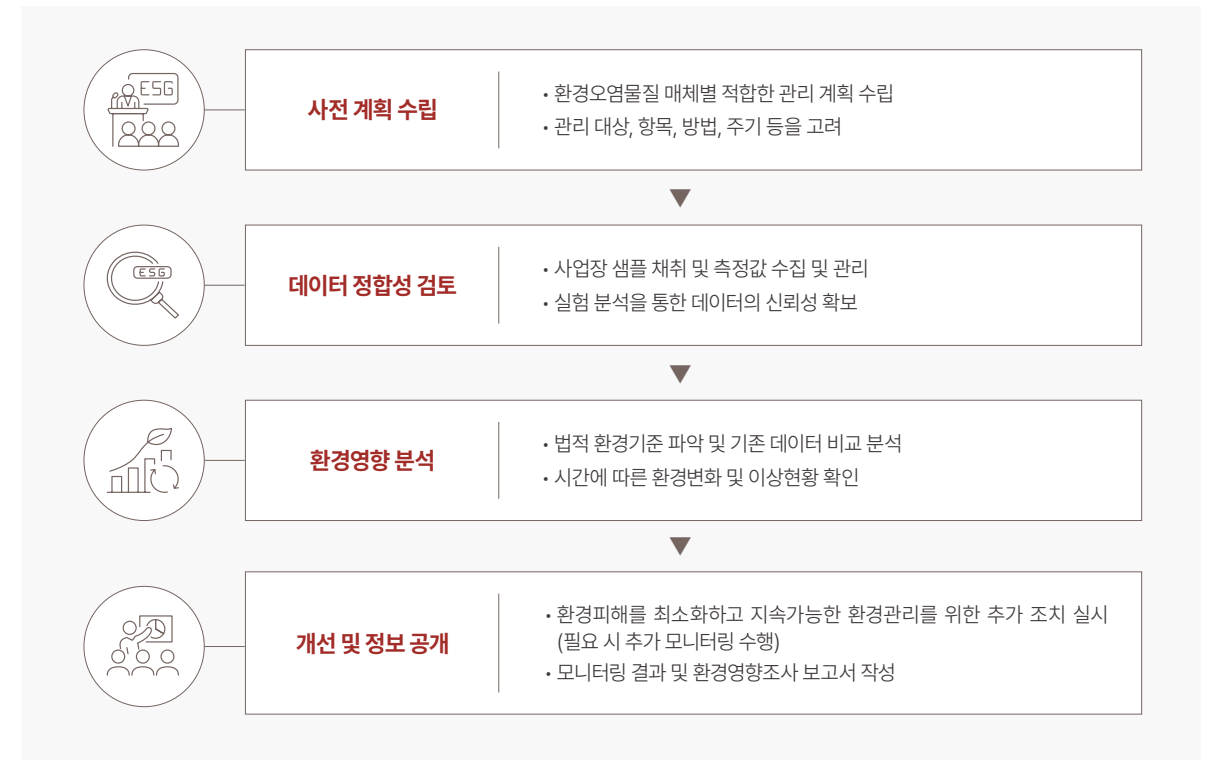 ESG
사전 계획 수립
• 환경오염물질 매체별 적합한 관리 계획 수립
• 관리 대상, 항목, 방법, 주기 등을 고려
ESG
데이터 정합성 검토
• 사업장 샘플 채취 및 측정값 수집 및 관리
• 실험 분석을 통한 데이터의 신뢰성 확보
환경영향 분석
• 법적 환경기준 파악 및 기존 데이터 비교 분석
• 시간에 따른 환경변화 및 이상현황 확인
개선 및 정보 공개
• 환경피해를 최소화하고 지속가능한 환경관리를 위한 추가 조치 실시
(필요 시 추가 모니터링 수행)
• 모니터링 결과 및 환경영향조사 보고서 작성